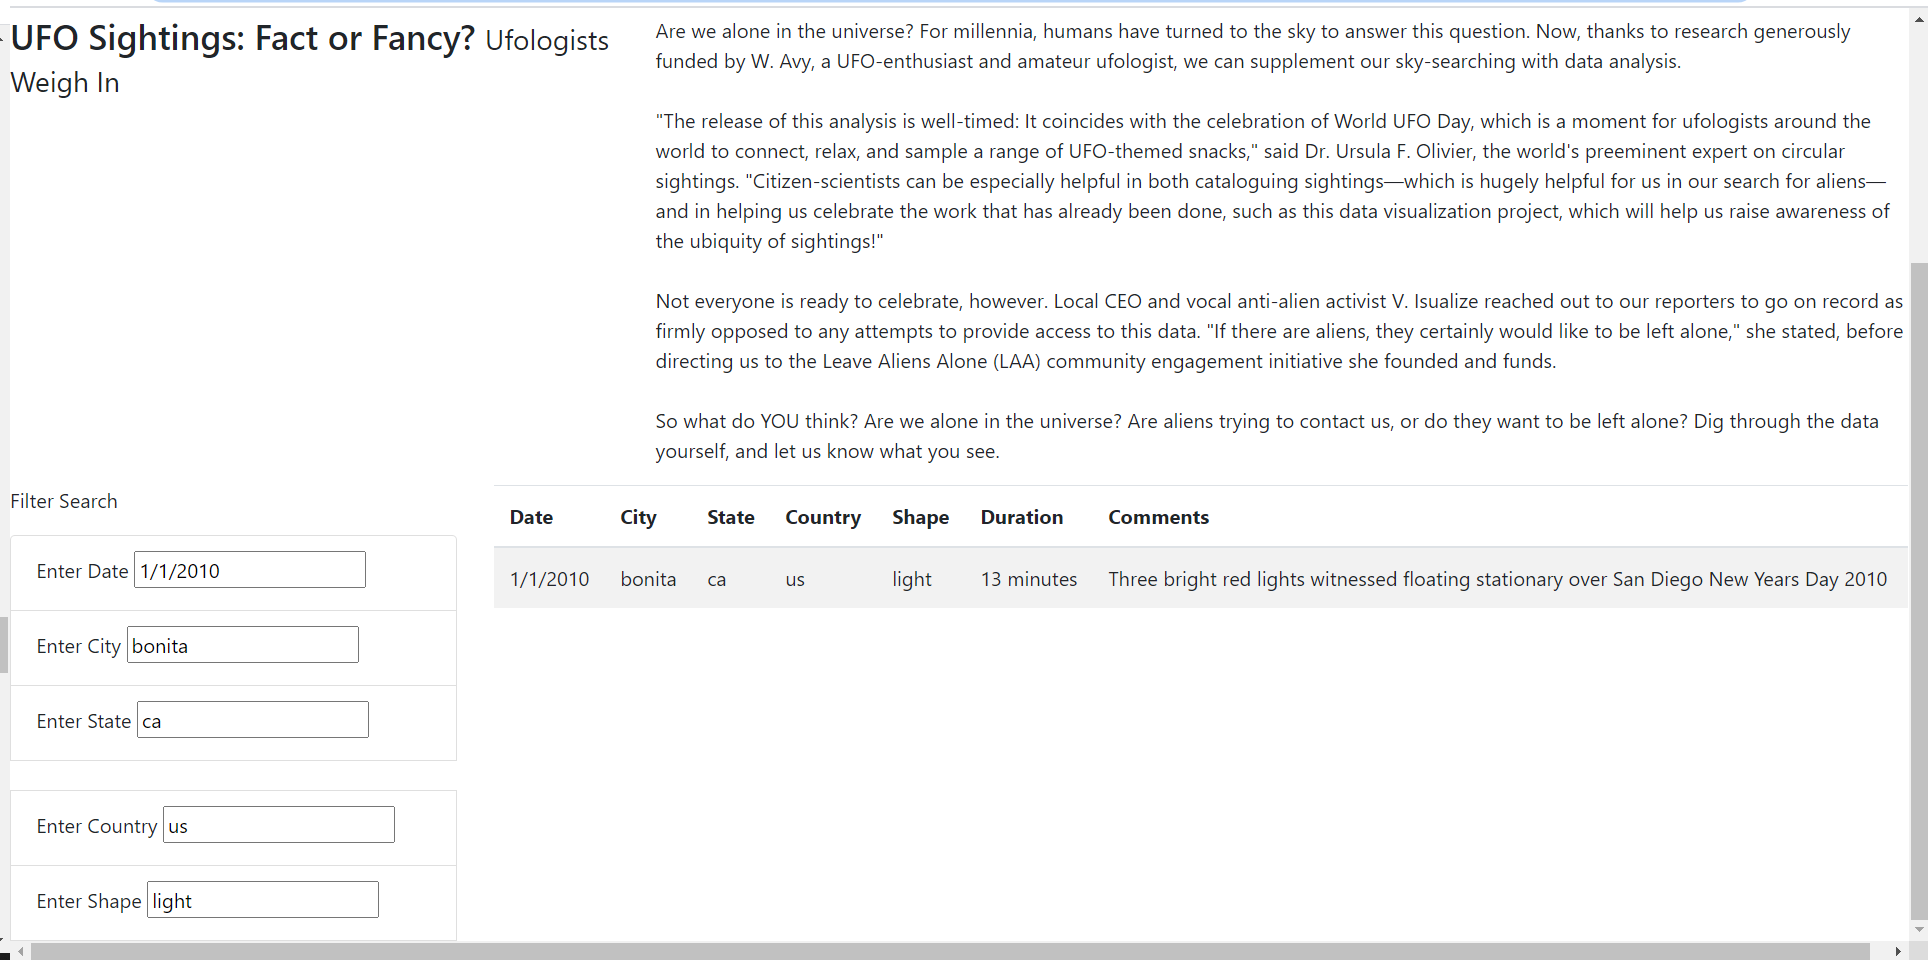 UFO Sightings: Fact or Fancy? Ufologists
Weigh In
Are we alone in the universe? For millennia, humans have turned to the sky to answer this question. Now, thanks to research generously
funded by W. Avy, a UFO-enthusiast and amateur ufologist, we can supplement our sky-searching with data analysis.
"The release of this analysis is well-timed: It coincides with the celebration of World UFO Day, which is a moment for ufologists around the
world to connect, relax, and sample a range of UFO-themed snacks," said Dr. Ursula F. Olivier, the world's preeminent expert on circular
sightings. "Citizen-scientists can be especially helpful in both cataloguing sightings—which is hugely helpful for us in our search for aliens—
and in helping us celebrate the work that has already been done, such as this data visualization project, which will help us raise awareness of
the ubiquity of sightings!"
Not everyone is ready to celebrate, however. Local CEO and vocal anti-alien activist V. Isualize reached out to our reporters to go on record as
firmly opposed to any attempts to provide access to this data. "If there are aliens, they certainly would like to be left alone," she stated, before
directing us to the Leave Aliens Alone (LAA) community engagement initiative she founded and funds.
So what do YOU think? Are we alone in the universe? Are aliens trying to contact us, or do they want to be left alone? Dig through the data
yourself, and let us know what you see.
Filter Search
Enter Date 1/1/2010
Enter City bonita
Enter State ca
Enter Country us
Enter Shape light
Date City State Country Shape Duration Comments
1/1/2010 bonita ca us light 13 minutes Three bright red lights witnessed floating stationary over San Diego New Years Day 2010